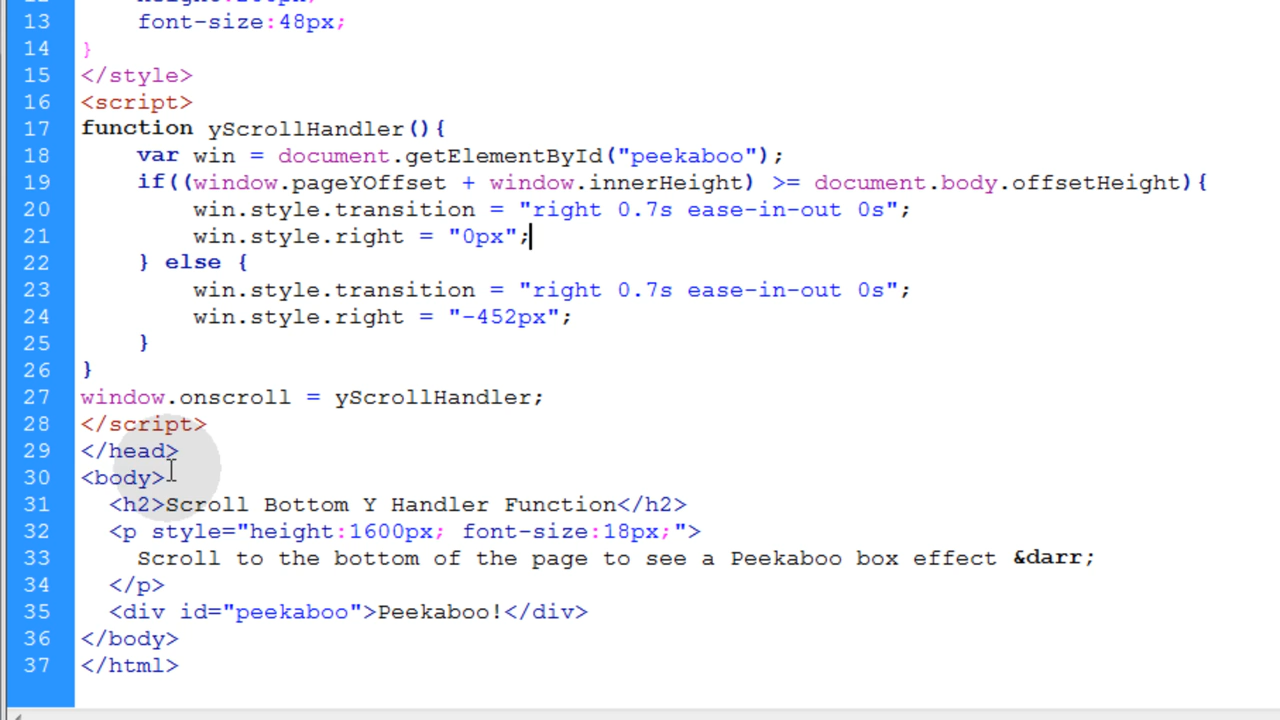 13 font-size:48px;
14 }
15 </style>
16 <script>
17 function yScrollHandler(){
18 var win = document.getElementById("peekaboo");
19 if((window.pageYOffset + window.innerHeight) >= document.body.offsetHeight){
20 win.style.transition = "right 0.7s ease-in-out 0s";
21 win.style.right = "0px";
22 } else {
23 win.style.transition = "right 0.7s ease-in-out 0s";
24 win.style.right = "-452px";
25 }
26 }
27 window.onscroll = yScrollHandler;
28 </script>
29 </head>
30 <body>
31 <h2>Scroll Bottom Y Handler Function</h2>
32 <p style="height:1600px; font-size:18px;">
33 Scroll to the bottom of the page to see a Peekaboo box effect &darr;
34 </p>
35 <div id="peekaboo">Peekaboo!</div>
36 </body>
37 </html>